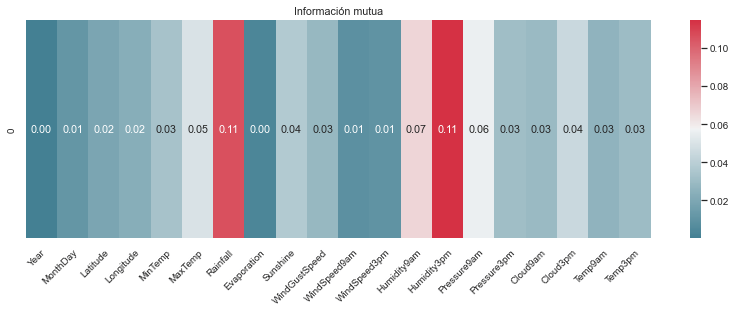 Información mutua
0
0.00 0.01 0.02 0.02 0.03 0.05 0.11 0.00 0.04 0.03 0.01 0.01 0.07 0.11 0.06 0.03 0.03 0.04 0.03 0.03
Year MonthDay Latitude Longitude MinTemp MaxTemp Rainfall Evaporation Sunshine WindGustSpeed WindSpeed9am WindSpeed3pm Humidity9am Humidity3pm Pressure9am Pressure3pm Cloud9am Cloud3pm Temp9am Temp3pm
0.10
0.08
0.06
0.04
0.02